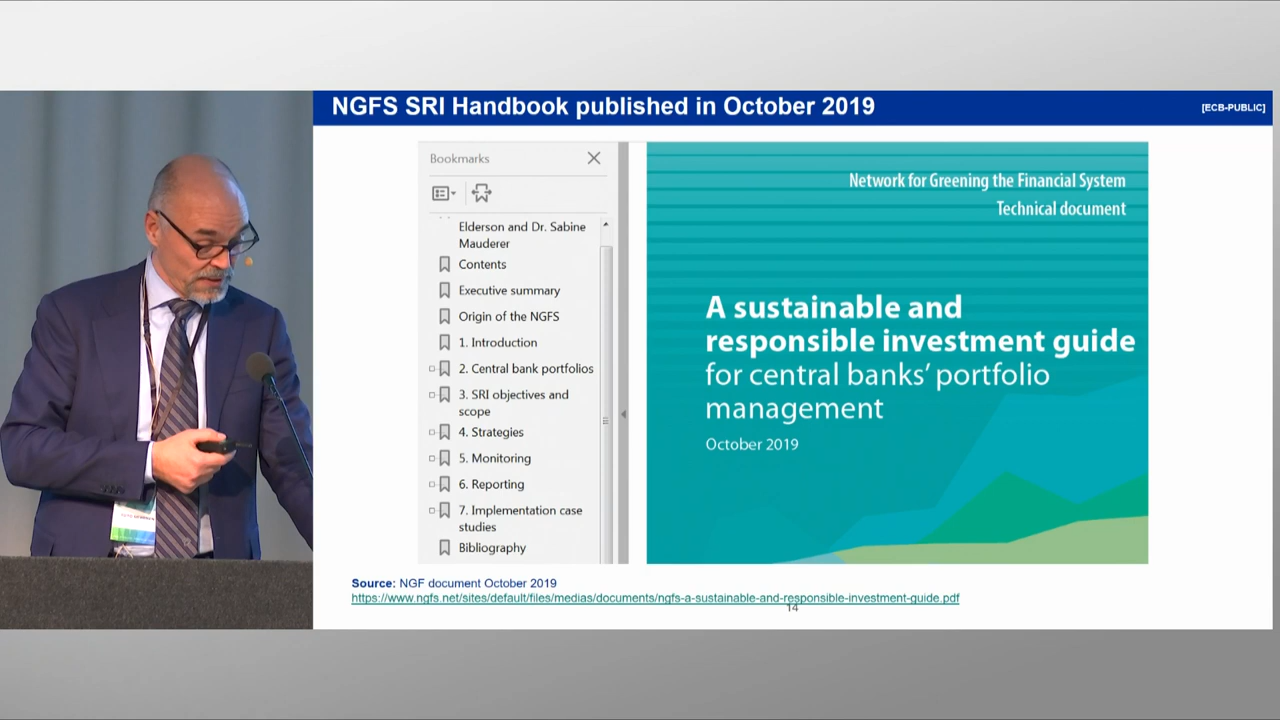 NGFS SRI Handbook published in October 2019
[ECB-PUBLIC]
Bookmarks
Elderson and Dr. Sabine
Mauderer
Contents
Executive summary
Origin of the NGFS
1. Introduction
2. Central bank portfolios
3. SRI objectives and
scope
4. Strategies
5. Monitoring
6. Reporting
7. Implementation case
studies
Bibliography
Network for Greening the Financial System
Technical document
A sustainable and
responsible investment guide
for central banks' portfolio
management
October 2019
Source: NGF document October 2019
https://www.ngfs.net/sites/default/files/medias/documents/ngfs-a-sustainable-and-responsible-investment-guide.pdf
14